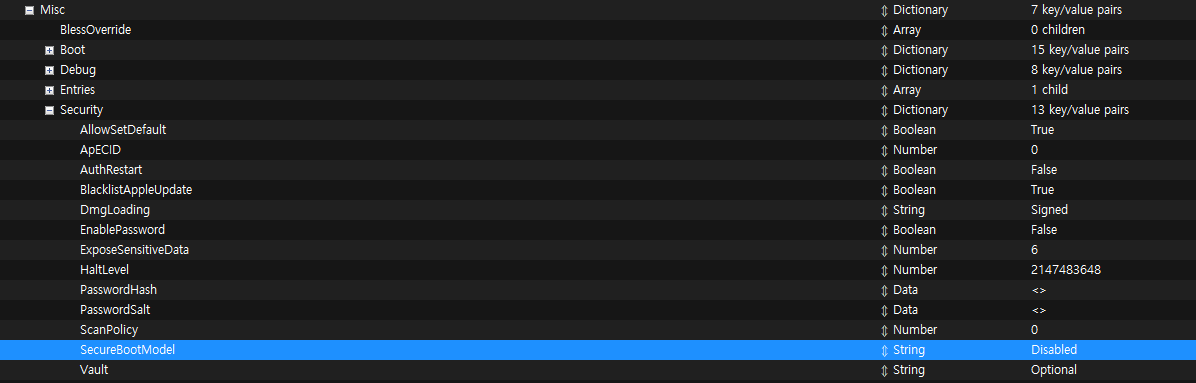 Misc Dictionary 7 key/value pairs
BlessOverride Array 0 children
Boot Dictionary 15 key/value pairs
Debug Dictionary 8 key/value pairs
Entries Array 1 child
Security Dictionary 13 key/value pairs
AllowSetDefault Boolean True
ApECID Number 0
AuthRestart Boolean False
BlacklistAppleUpdate Boolean True
DmgLoading String Signed
EnablePassword Boolean False
ExposeSensitiveData Number 6
HaltLevel Number 2147483648
PasswordHash Data <>
PasswordSalt Data <>
ScanPolicy Number 0
SecureBootModel String Disabled
Vault String Optional